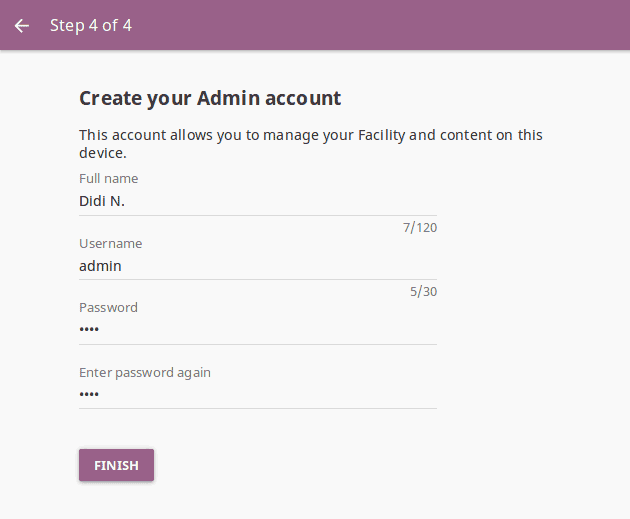 Step 4 of 4
Create your Admin account
This account allows you to manage your Facility and content on this
device.
Full name
Didi N.
7/120
Username
admin
5/30
Password
••••
Enter password again
••••
FINISH